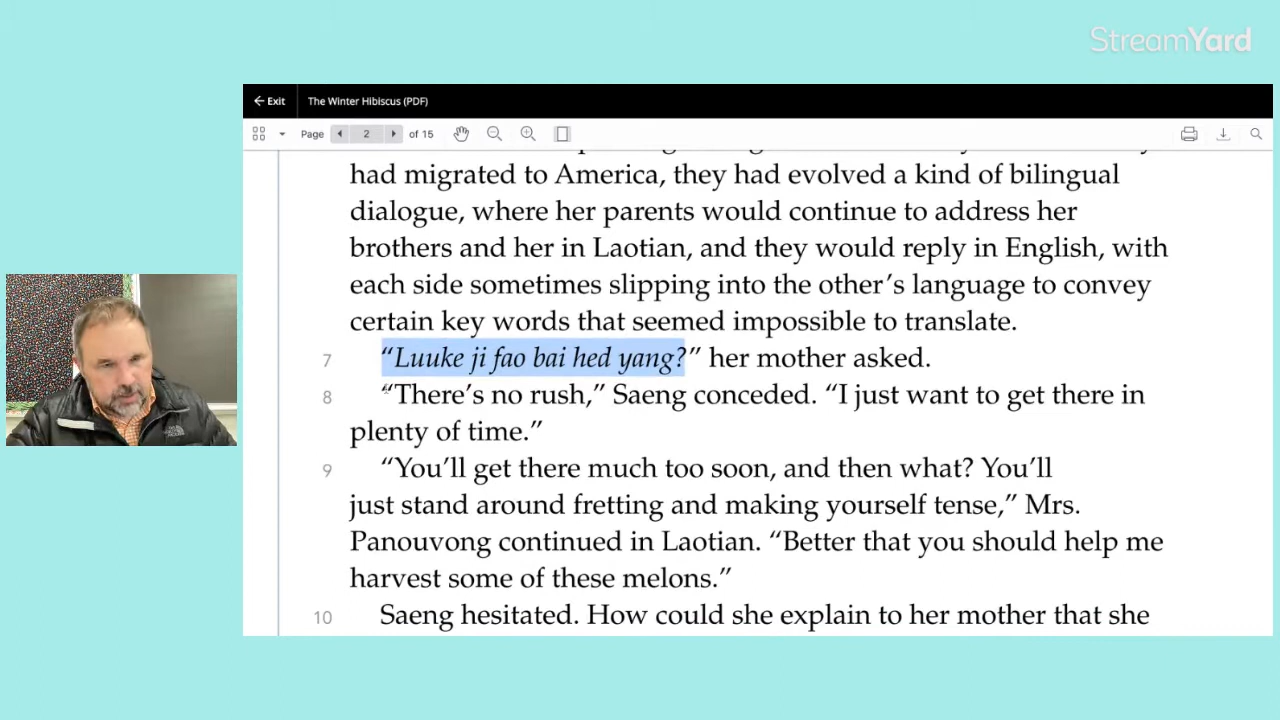 StreamYard
Exit The Winter Hibiscus (PDF)
Page 2 of 15
had migrated to America, they had evolved a kind of bilingual
dialogue, where her parents would continue to address her
brothers and her in Laotian, and they would reply in English, with
each side sometimes slipping into the other’s language to convey
certain key words that seemed impossible to translate.
7 “Luuke ji fao bai hed yang?” her mother asked.
8 “There’s no rush,” Saeng conceded. “I just want to get there in
plenty of time.”
9 “You’ll get there much too soon, and then what? You’ll
just stand around fretting and making yourself tense,” Mrs.
Panouvong continued in Laotian. “Better that you should help me
harvest some of these melons.”
10 Saeng hesitated. How could she explain to her mother that she